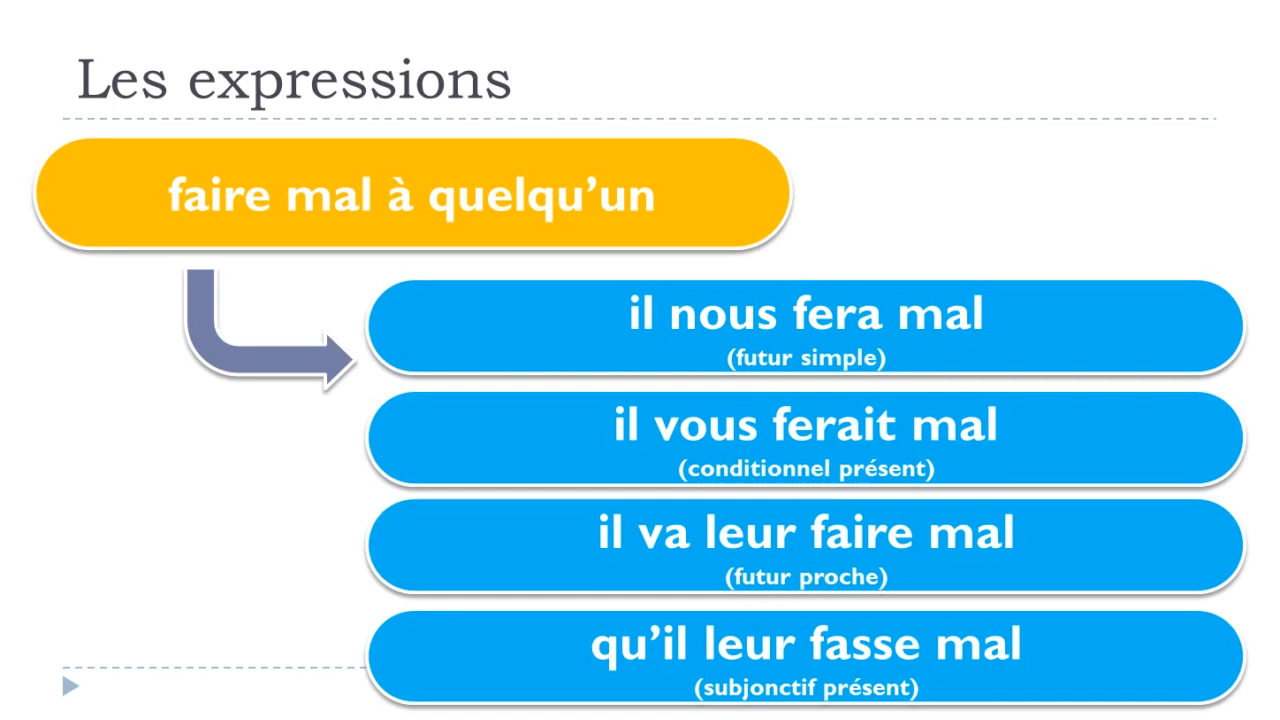 Les expressions
faire mal à quelqu’un
il nous fera mal
(futur simple)
il vous ferait mal
(conditionnel présent)
il va leur faire mal
(futur proche)
qu’il leur fasse mal
(subjonctif présent)